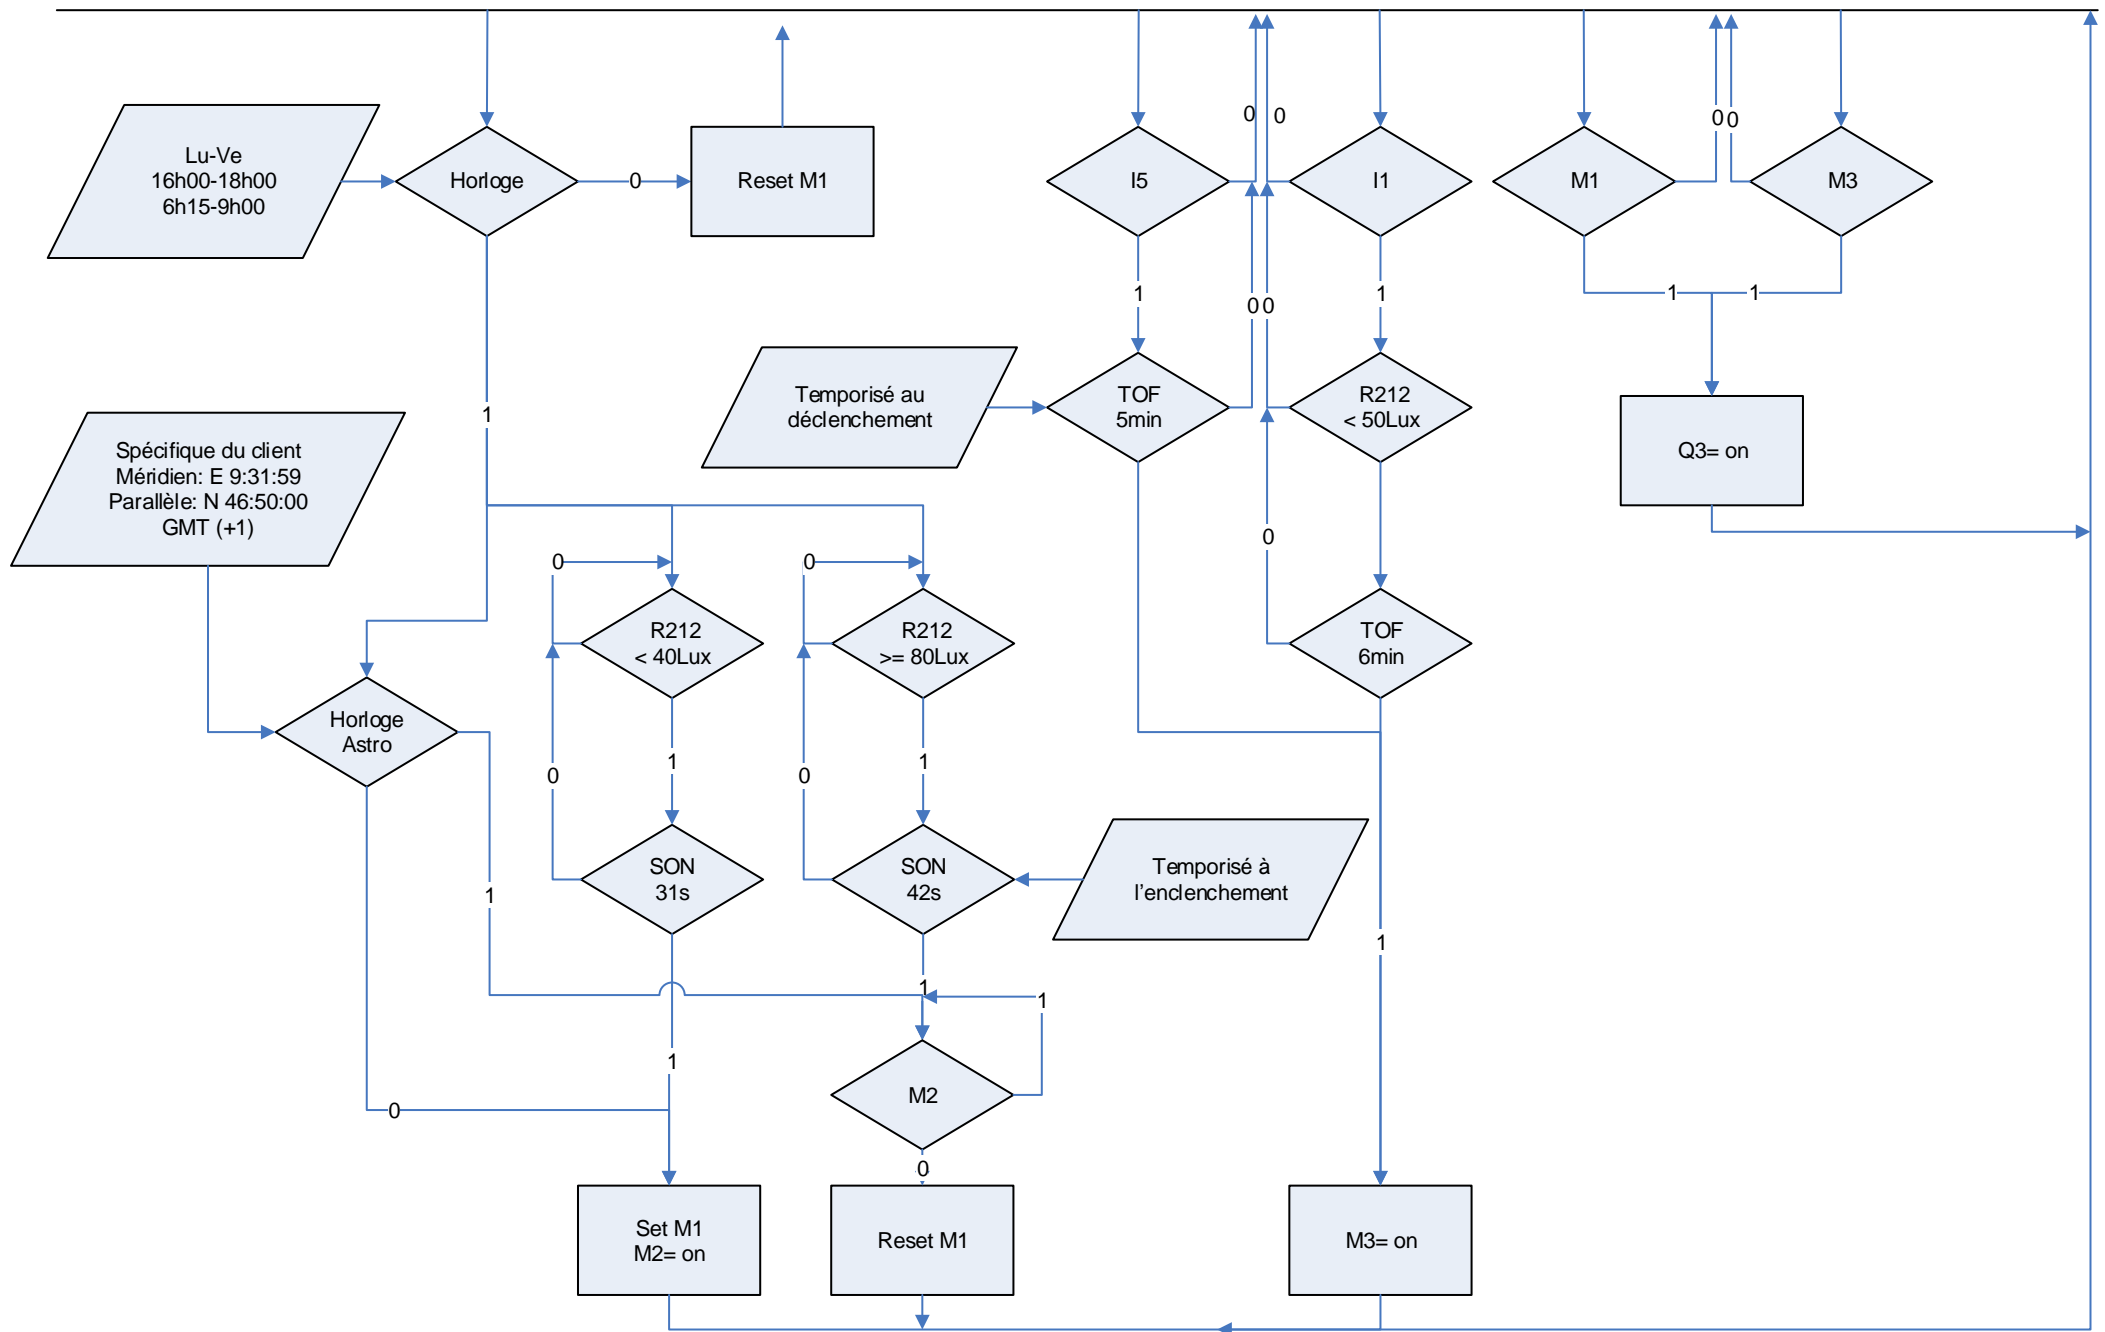 Lu-Ve
16h00-18h00
6h15-9h00
Horloge
0
Reset M1
I5
0
0
I1
M1
0
0
M3
1
1
1
1
0
0
Temporisé au
déclenchement
TOF
5min
R212
< 50Lux
Q3= on
1
Spécifique du client
Méridien: E 9:31:59
Parallèle: N 46:50:00
GMT (+1)
0
0
0
R212
< 40Lux
R212
>= 80Lux
TOF
6min
Horloge
Astro
1
1
0
0
SON
31s
SON
42s
Temporisé à
l'enclenchement
1
1
1
1
1
M2
0
0
Set M1
M2= on
Reset M1
M3= on